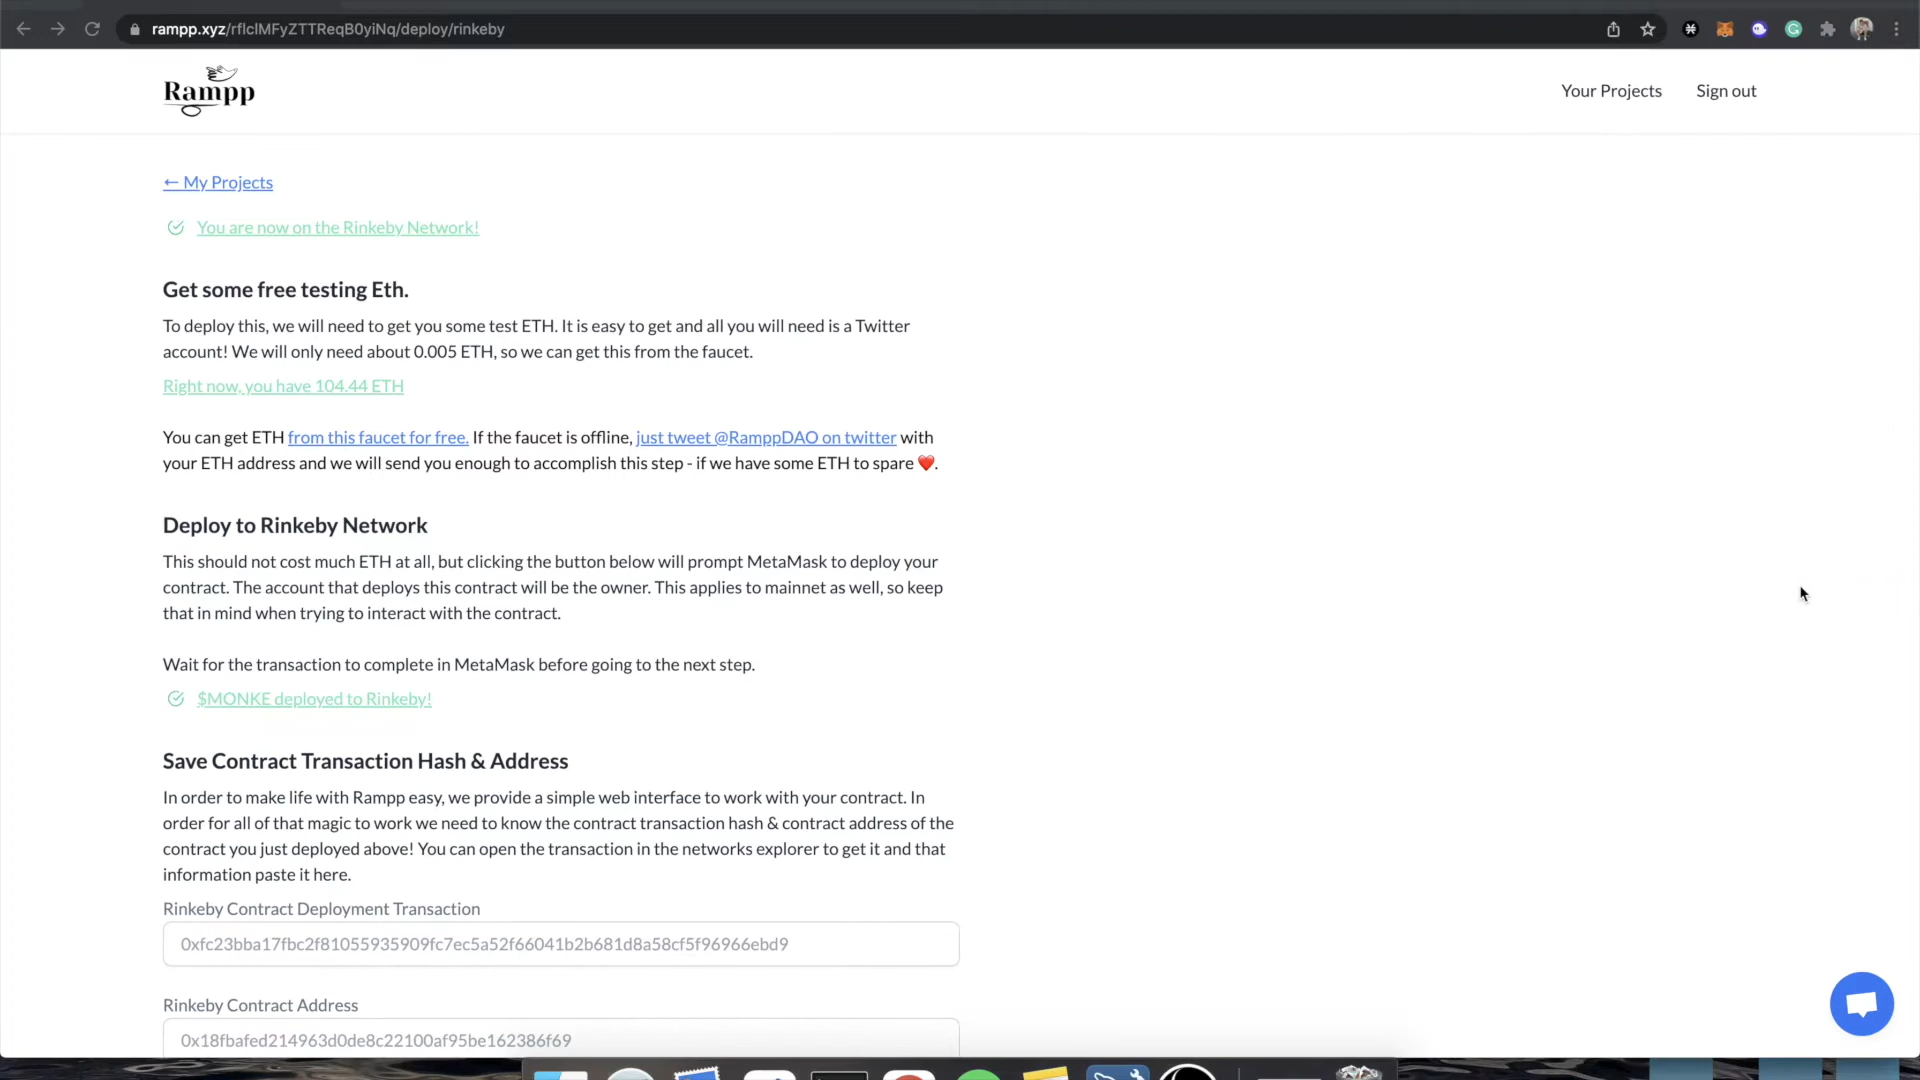 rampp.xyz/rflclMFyZTTReqB0yiNq/deploy/rinkeby
Rampp
Your Projects
Sign out
← My Projects
You are now on the Rinkeby Network!
Get some free testing Eth.
To deploy this, we will need to get you some test ETH. It is easy to get and all you will need is a Twitter
account! We will only need about 0.005 ETH, so we can get this from the faucet.
Right now, you have 104.44 ETH
You can get ETH from this faucet for free. If the faucet is offline, just tweet @RamppDAO on twitter with
your ETH address and we will send you enough to accomplish this step - if we have some ETH to spare ❤️.
Deploy to Rinkeby Network
This should not cost much ETH at all, but clicking the button below will prompt MetaMask to deploy your
contract. The account that deploys this contract will be the owner. This applies to mainnet as well, so keep
that in mind when trying to interact with the contract.
Wait for the transaction to complete in MetaMask before going to the next step.
$MONKE deployed to Rinkeby!
Save Contract Transaction Hash & Address
In order to make life with Rampp easy, we provide a simple web interface to work with your contract. In
order for all of that magic to work we need to know the contract transaction hash & contract address of the
contract you just deployed above! You can open the transaction in the networks explorer to get it and that
information paste it here.
Rinkeby Contract Deployment Transaction
0xfc23bba17fbc2f81055935909fc7ec5a52f66041b2b681d8a58cf5f96966ebd9
Rinkeby Contract Address
0x18fbafed214963d0de8c22100af95be162386f69